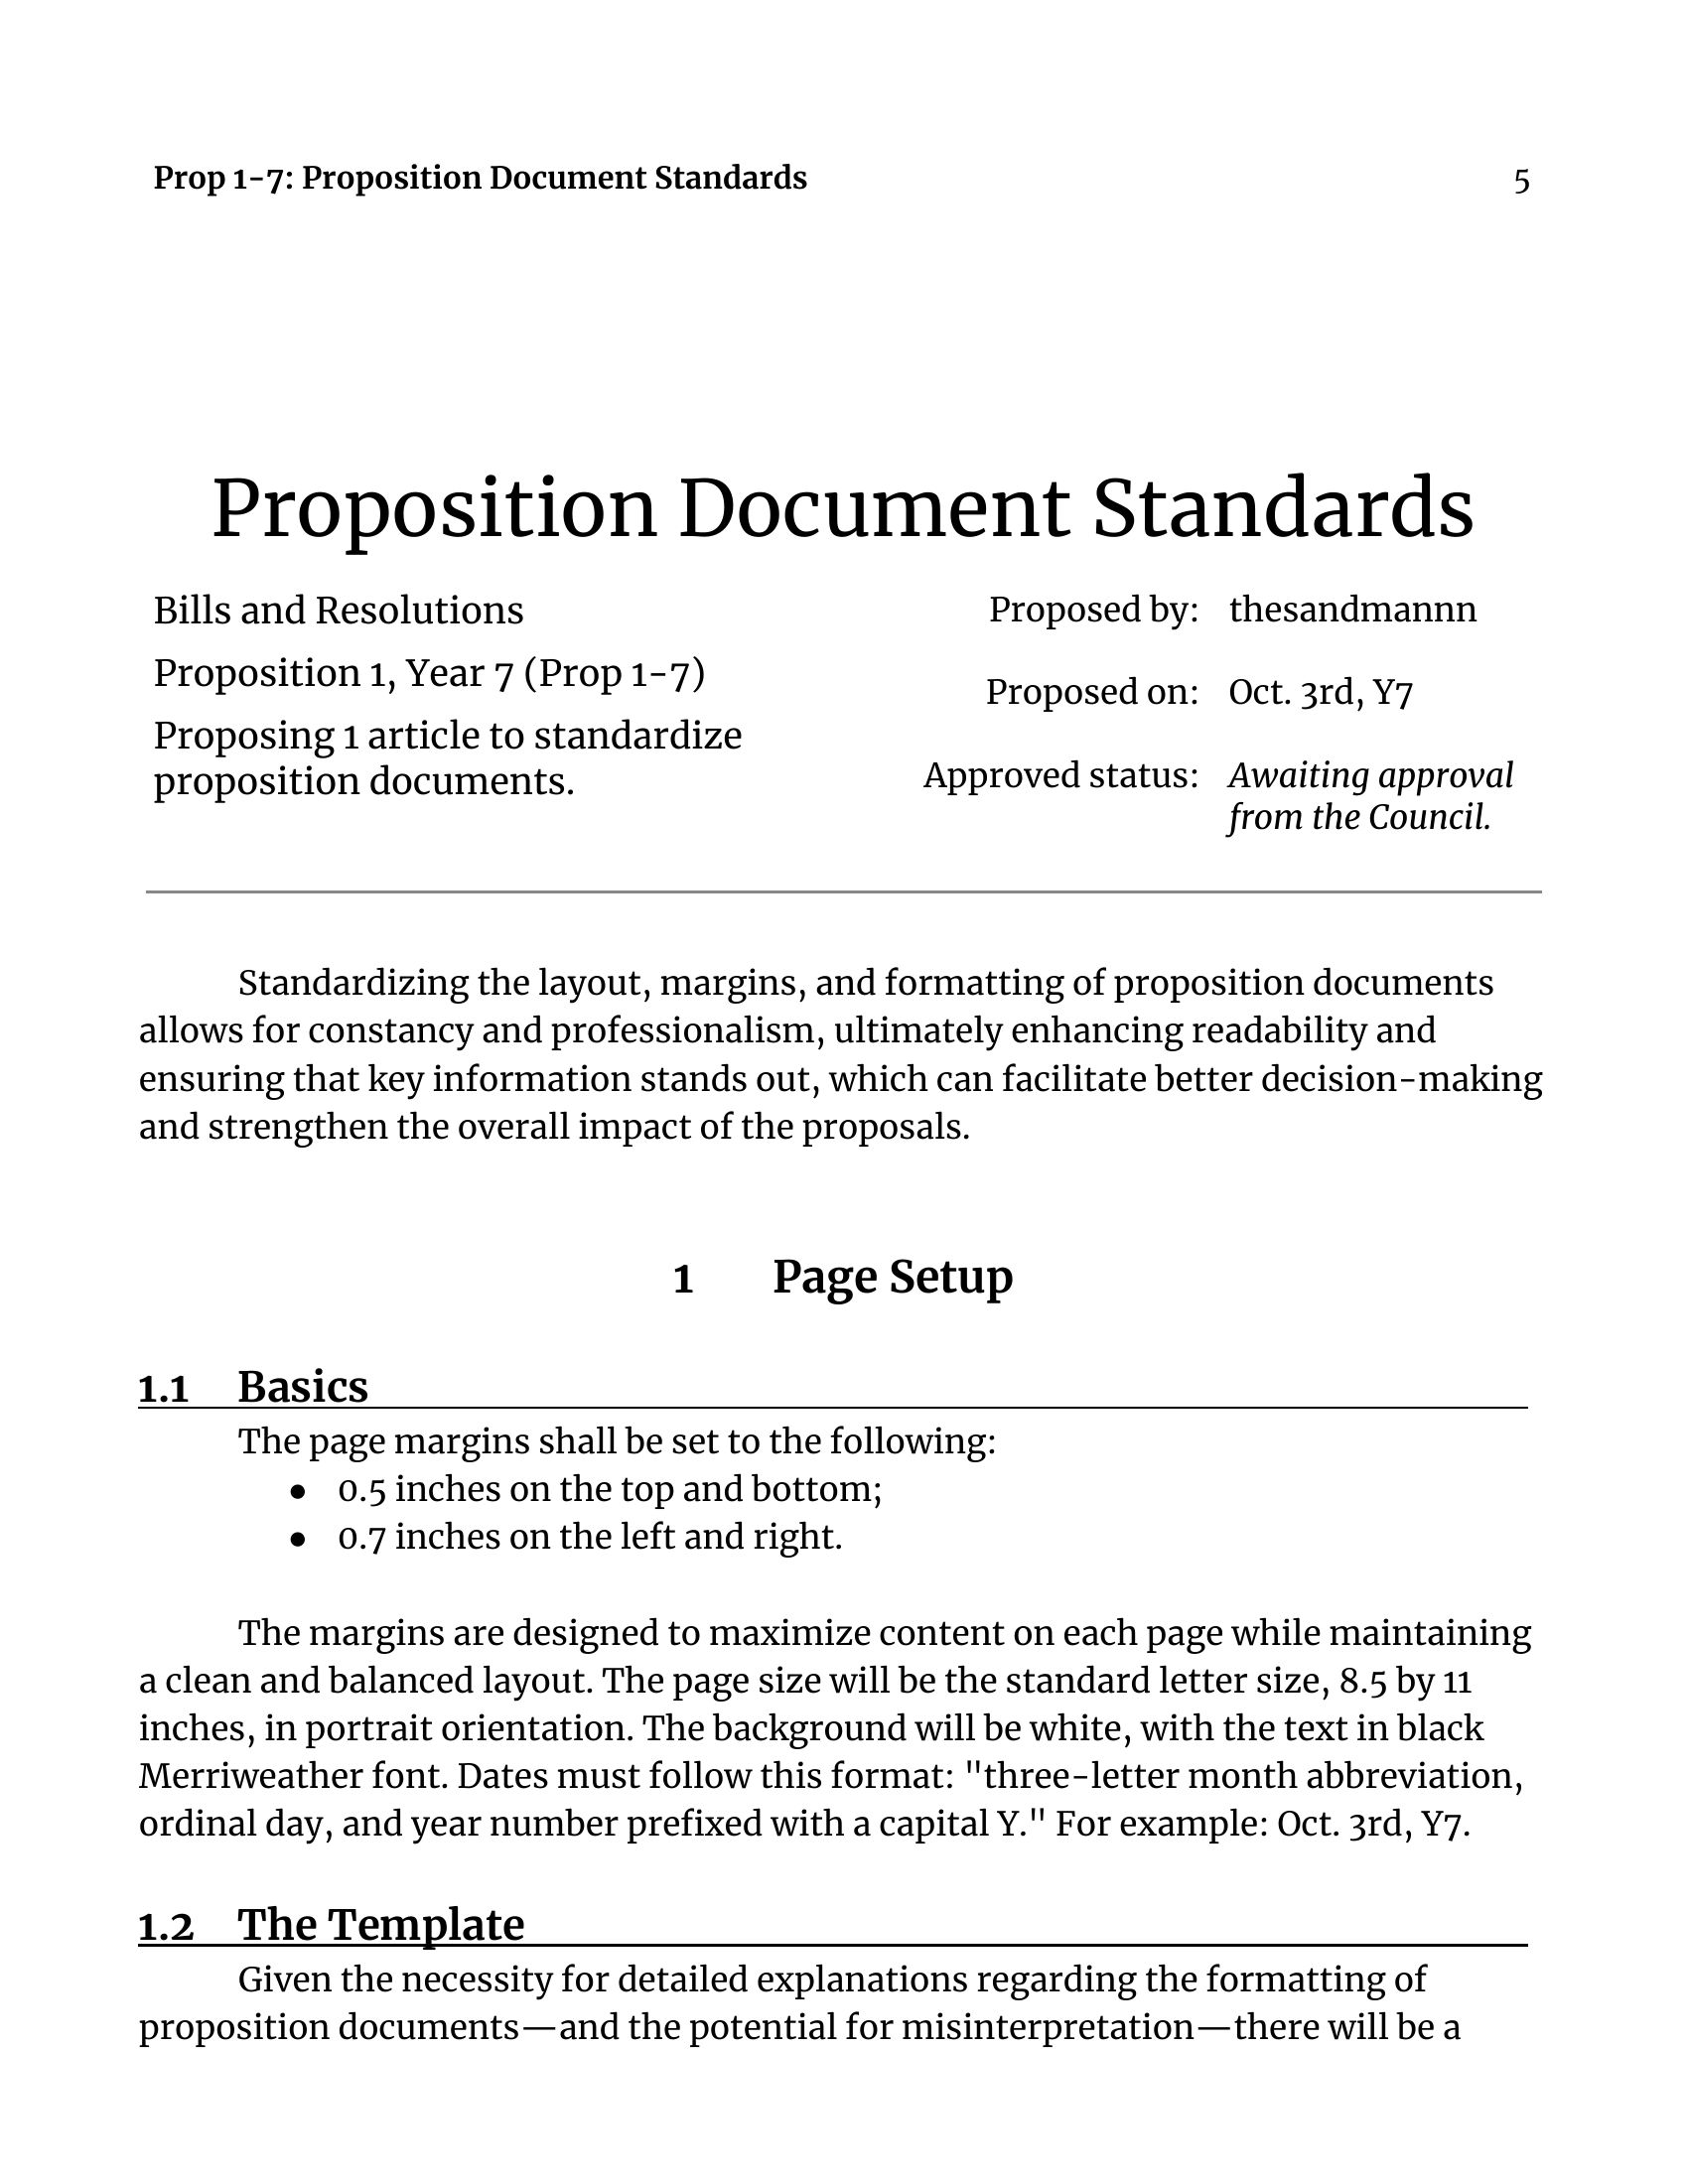 Prop 1-7: Proposition Document Standards 5
Proposition Document Standards
Bills and Resolutions
Proposition 1, Year 7 (Prop 1-7)
Proposing 1 article to standardize
proposition documents.
Proposed by: thesandmannn
Proposed on: Oct. 3rd, Y7
Approved status: Awaiting approval
from the Council.
Standardizing the layout, margins, and formatting of proposition documents
allows for constancy and professionalism, ultimately enhancing readability and
ensuring that key information stands out, which can facilitate better decision-making
and strengthen the overall impact of the proposals.
1 Page Setup
1.1 Basics
The page margins shall be set to the following:
● 0.5 inches on the top and bottom;
● 0.7 inches on the left and right.
The margins are designed to maximize content on each page while maintaining
a clean and balanced layout. The page size will be the standard letter size, 8.5 by 11
inches, in portrait orientation. The background will be white, with the text in black
Merriweather font. Dates must follow this format: "three-letter month abbreviation,
ordinal day, and year number prefixed with a capital Y." For example: Oct. 3rd, Y7.
1.2 The Template
Given the necessity for detailed explanations regarding the formatting of
proposition documents—and the potential for misinterpretation—there will be a